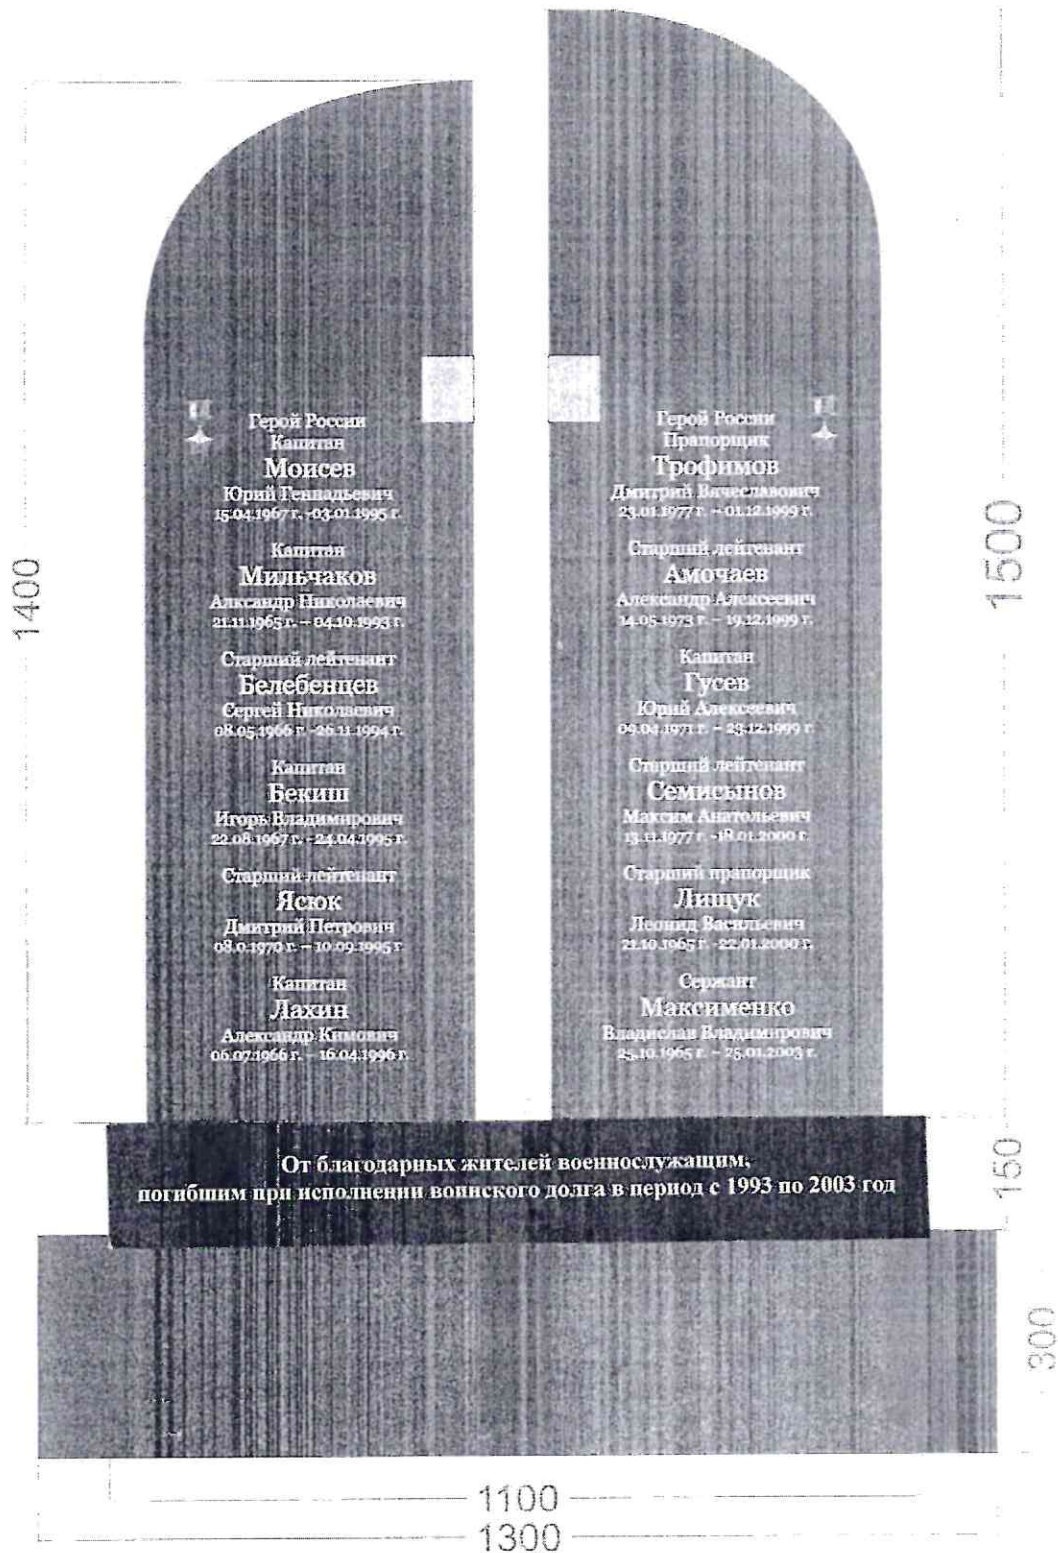 Герой России
Капитан
Моисев
Юрий Геннадьевич
15.04.1967 г. -03.01.1995 г.
Капитан
Мильчаков
Алксандр Николаевич
21.11.1965 г. – 04.10.1993 г.
Старший лейтенант
Белебенцев
Сергей Николаевич
08.05.1966 г. -26.11.1994 г.
Капитан
Бекиш
Игорь Владимирович
22.08.1967 г. -24.04.1995 г.
Старший лейтенант
Ясюк
Дмитрий Петрович
08.0.1970 г. – 10.09.1995 г.
Капитан
Лахин
Александр Кимович
06.07.1966 г. – 16.04.1996 г.
Герой России
Прапорщик
Трофимов
Дмитрий Вячеславович
23.01.1977 г. – 01.12.1999 г.
Старший лейтенант
Амочаев
Александр Алексеевич
14.05.1973 г. – 19.12.1999 г.
Капитан
Гусев
Юрий Алексеевич
09.04.1971 г. – 23.12.1999 г.
Старший лейтенант
Семисынов
Максим Анатольевич
13.11.1977 г. -18.01.2000 г.
Старший прапорщик
Лищук
Леонид Васильевич
21.10.1965 г. -22.01.2000 г.
Сержант
Максименко
Владислав Владимирович
25.10.1965 г. – 25.01.2003 г.
От благодарных жителей военнослужащим,
погибшим при исполнении воинского долга в период с 1993 по 2003 год
1400
1500
150
300
1100
1300